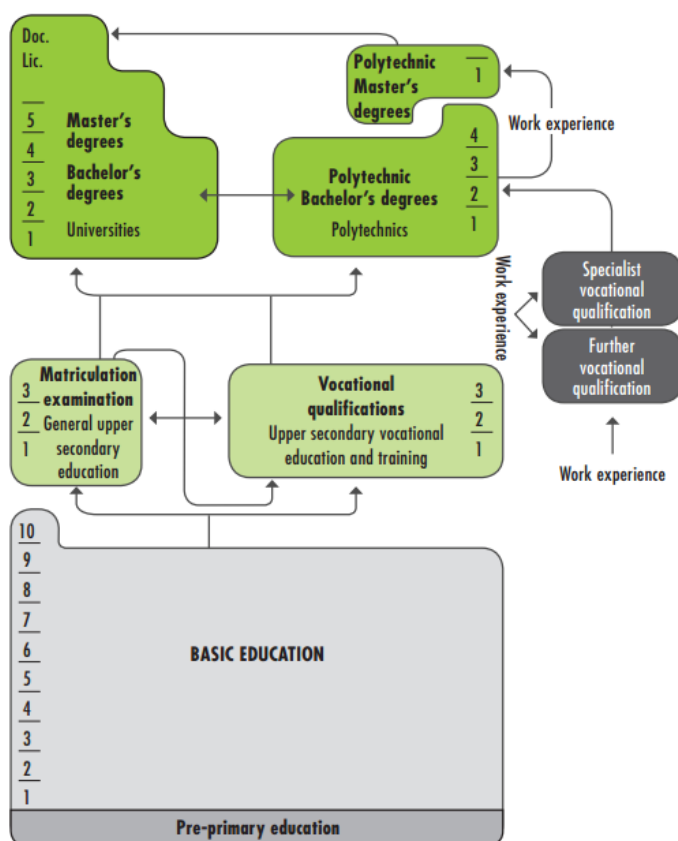 Doc.
Lic.
5
4
3
2
1
Master's
degrees
Bachelor's
degrees
Universities
Polytechnic
Master's
degrees
1
Work experience
Polytechnic
Bachelor's degrees
Polytechnics
4
3
2
1
Work experience
Specialist
vocational
qualification
Further
vocational
qualification
Work experience
Matriculation
examination
General upper
secondary
education
3
2
1
Vocational
qualifications
Upper secondary vocational
education and training
3
2
1
10
9
8
7
6
5
4
3
2
1
BASIC EDUCATION
Pre-primary education